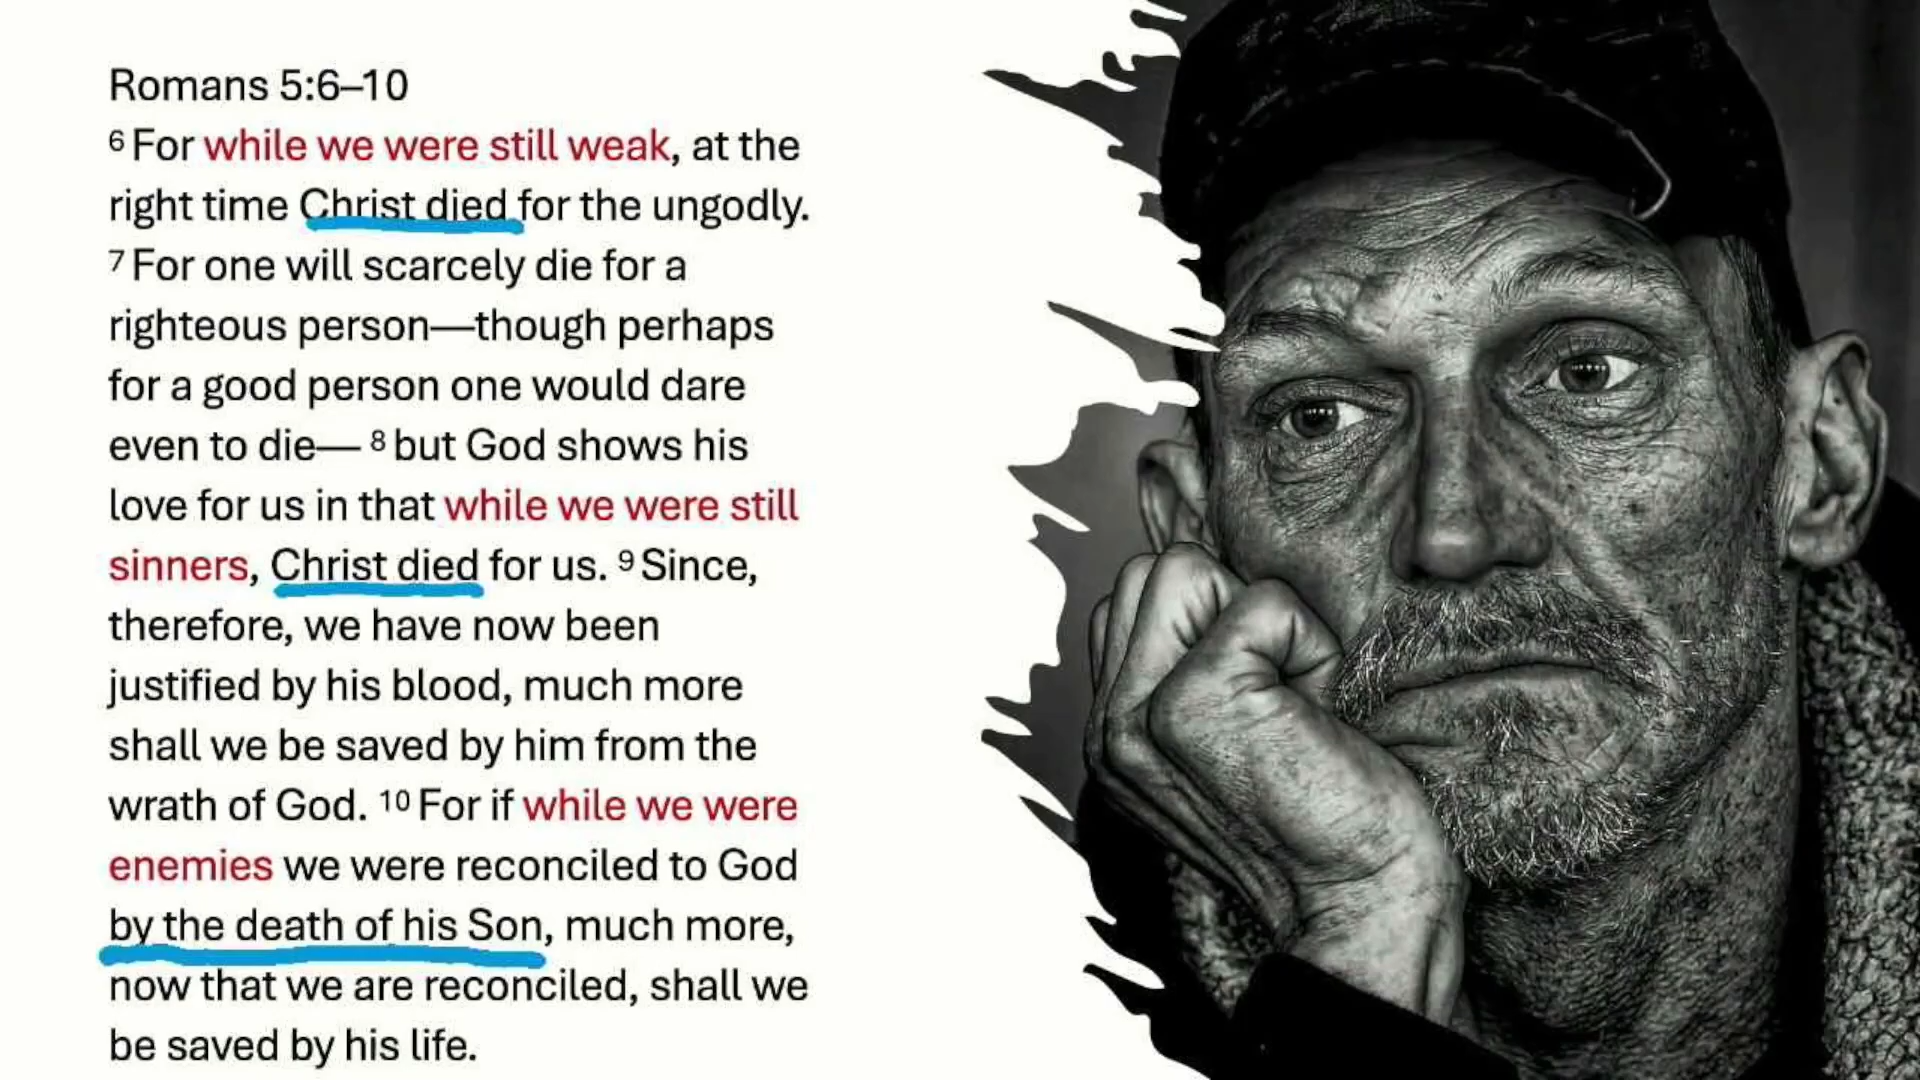 Romans 5:6–10
6 For while we were still weak, at the
right time Christ died for the ungodly.
7 For one will scarcely die for a
righteous person—though perhaps
for a good person one would dare
even to die— 8 but God shows his
love for us in that while we were still
sinners, Christ died for us. 9 Since,
therefore, we have now been
justified by his blood, much more
shall we be saved by him from the
wrath of God. 10 For if while we were
enemies we were reconciled to God
by the death of his Son, much more,
now that we are reconciled, shall we
be saved by his life.